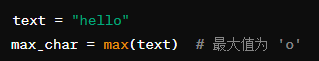 text = "hello"
max_char = max(text)  # 最大值为 'o'